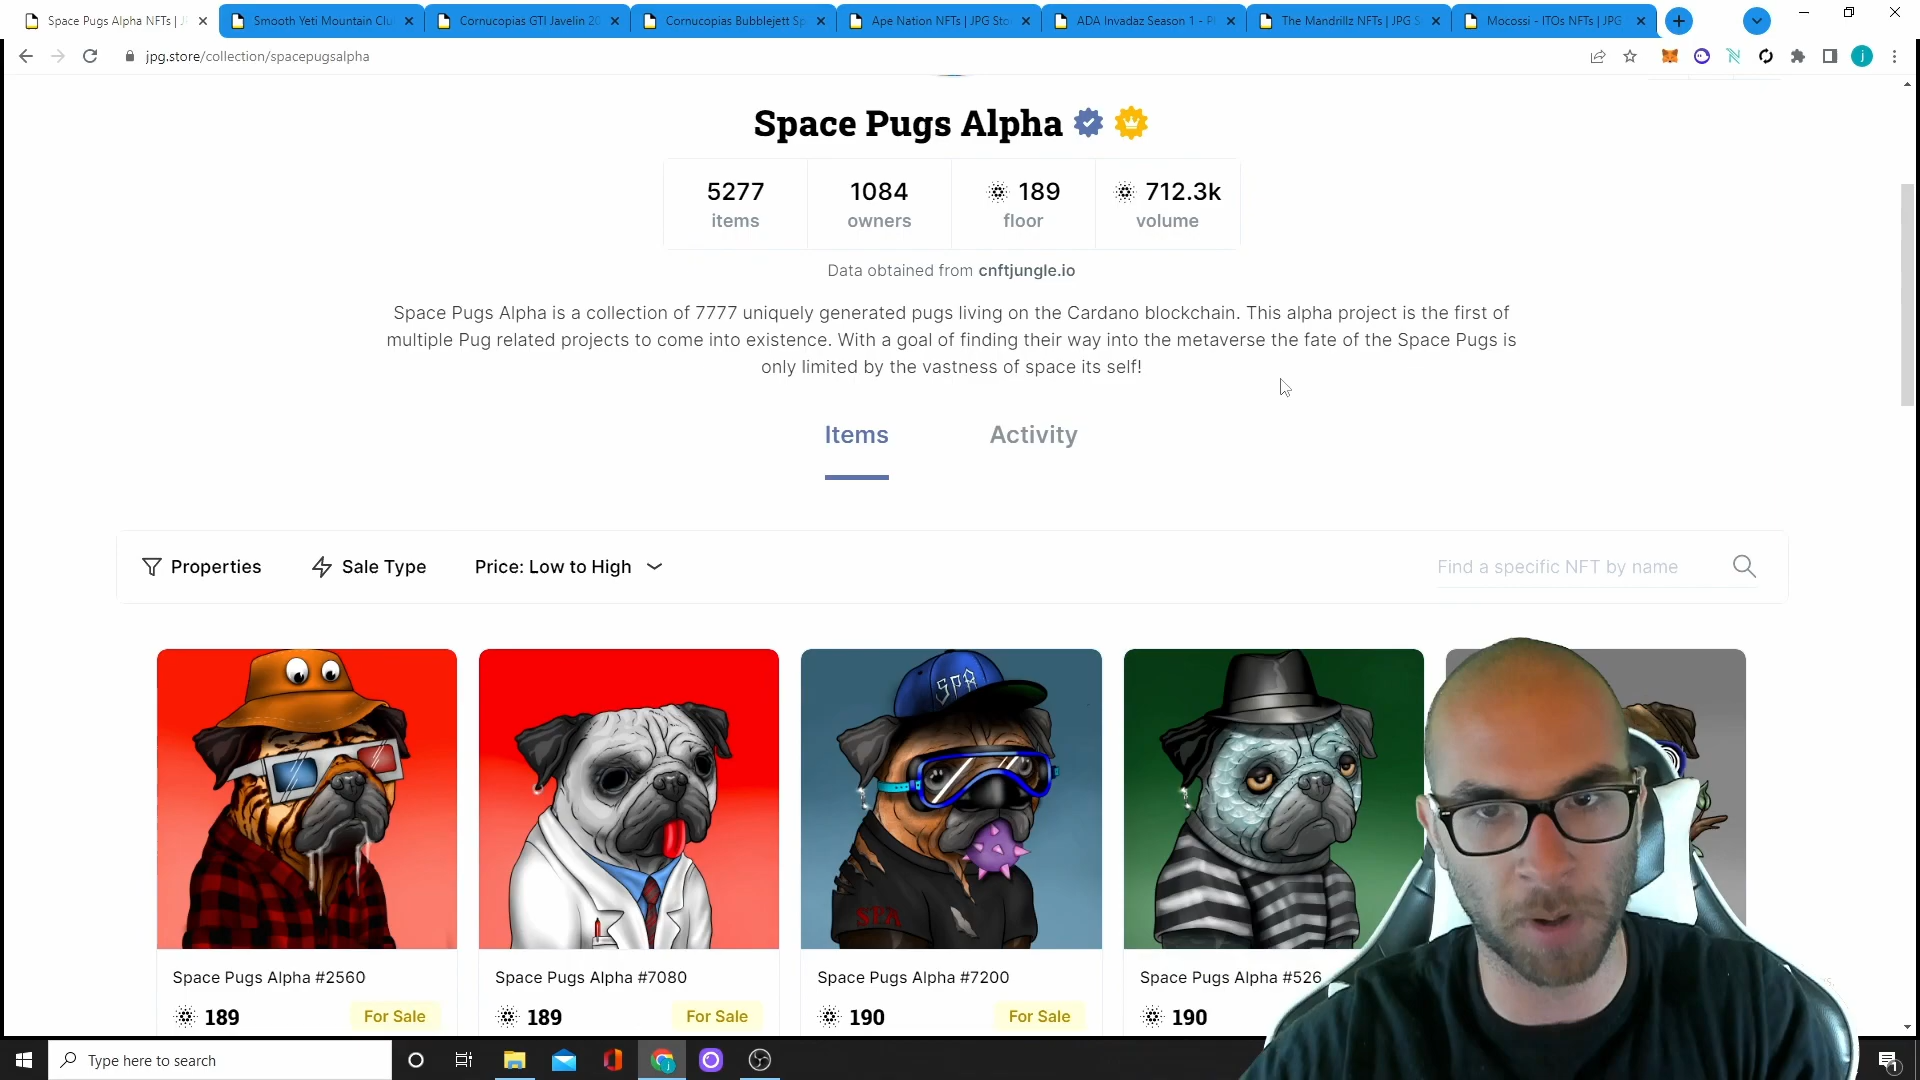 Space Pugs Alpha NFTs | J
Smooth Yeti Mountain Clu
Cornucopias GTI Javelin 20
Cornucopias Bubblejett Sp
Ape Nation NFTs | JPG Sto
ADA Invadaz Season 1 - P
The Mandrillz NFTs | JPG S
Mocossi - ITOs NFTs | JPG
jpg.store/collection/spacepugsalpha
j
Space Pugs Alpha
5277 1084 189 712.3k
items owners floor volume
Data obtained from cnftjungle.io
Space Pugs Alpha is a collection of 7777 uniquely generated pugs living on the Cardano blockchain. This alpha project is the first of
multiple Pug related projects to come into existence. With a goal of finding their way into the metaverse the fate of the Space Pugs is
only limited by the vastness of space its self!
Items Activity
Properties Sale Type Price: Low to High Find a specific NFT by name
SPA
SPA
Space Pugs Alpha #2560 Space Pugs Alpha #7080 Space Pugs Alpha #7200 Space Pugs Alpha #526
189 For Sale 189 For Sale 190 For Sale 190
Type here to search
1